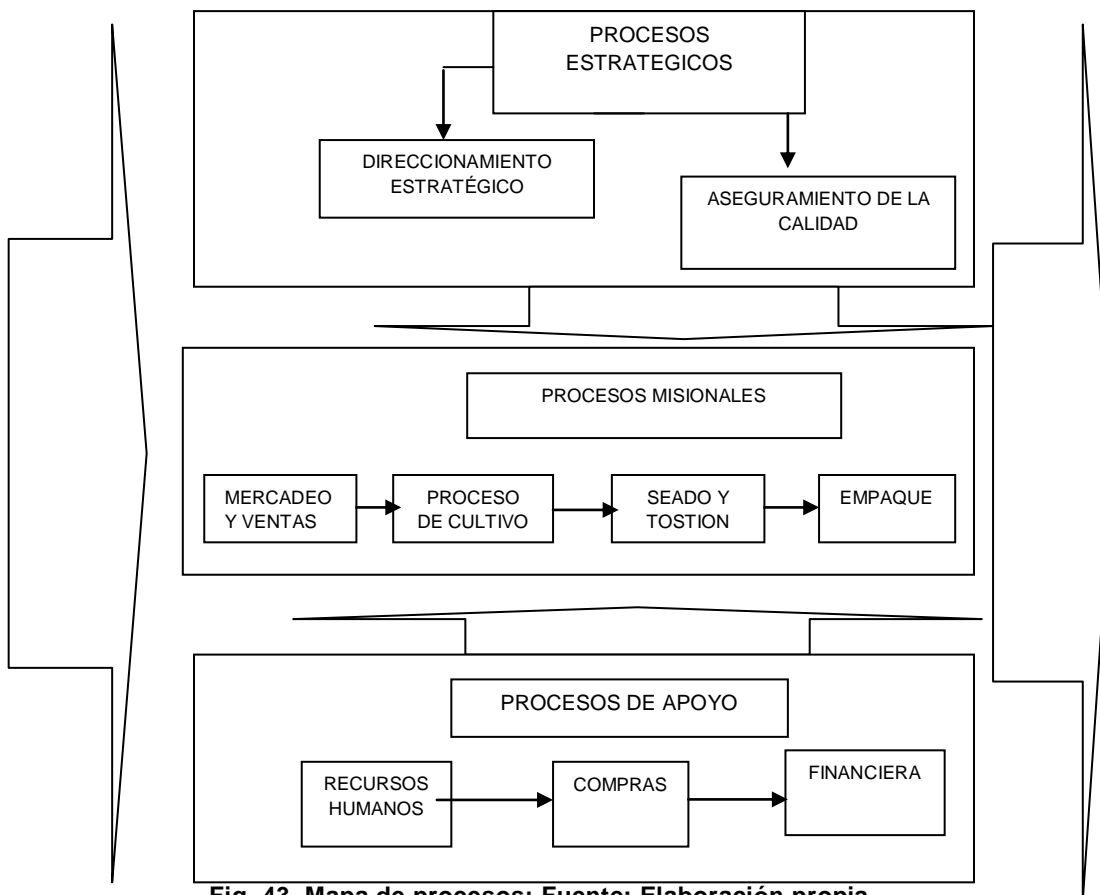 PROCESOS
ESTRATEGICOS
DIRECCIONAMIENTO
ESTRATÉGICO
ASEGURAMIENTO DE LA
CALIDAD
PROCESOS MISIONALES
MERCADEO
Y VENTAS
PROCESO
DE CULTIVO
SEADO Y
TOSTION
EMPAQUE
PROCESOS DE APOYO
RECURSOS
HUMANOS
COMPRAS
FINANCIERA
Fig. 43. Mapa de procesos: Fuente: Elaboración propia